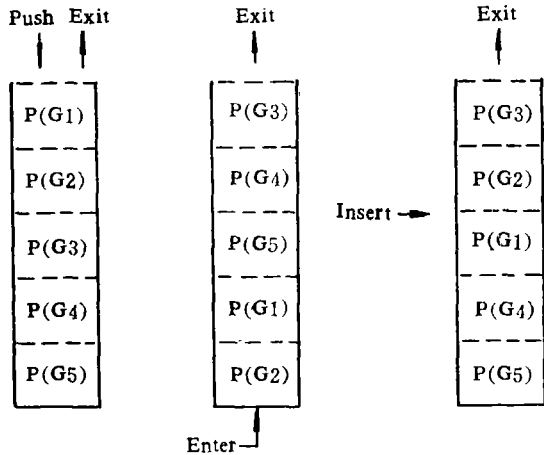 Push Exit
P(G1)
P(G2)
P(G3)
P(G4)
P(G5)
Exit
P(G3)
P(G4)
P(G5)
P(G1)
P(G2)
Enter
Insert
Exit
P(G3)
P(G2)
P(G1)
P(G4)
P(G5)